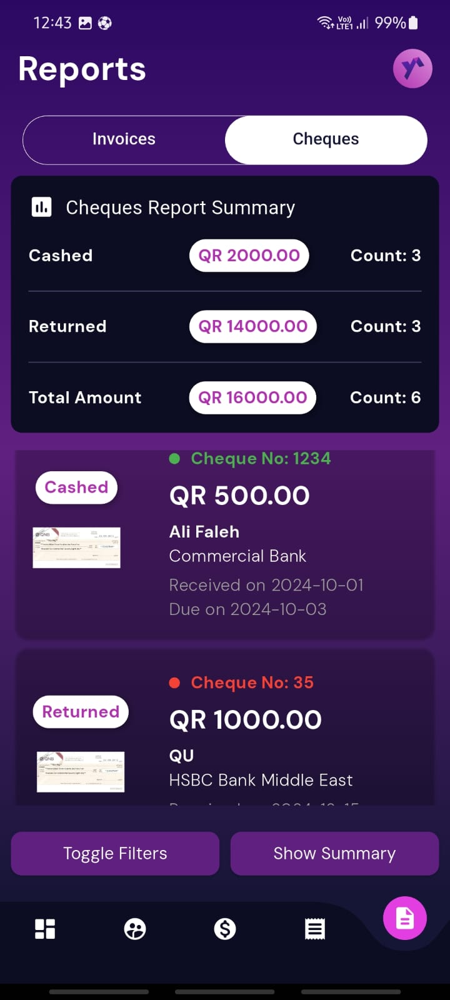 12:43
Vo))
LTE1
99%
Reports
Invoices
Cheques
Cheques Report Summary
Cashed QR 2000.00 Count: 3
Returned QR 14000.00 Count: 3
Total Amount QR 16000.00 Count: 6
Cheque No: 1234
Cashed
QR 500.00
QNB
Ali Faleh
Commercial Bank
Received on 2024-10-01
Due on 2024-10-03
Cheque No: 35
Returned
QR 1000.00
QNB
QU
HSBC Bank Middle East
Toggle Filters
Show Summary